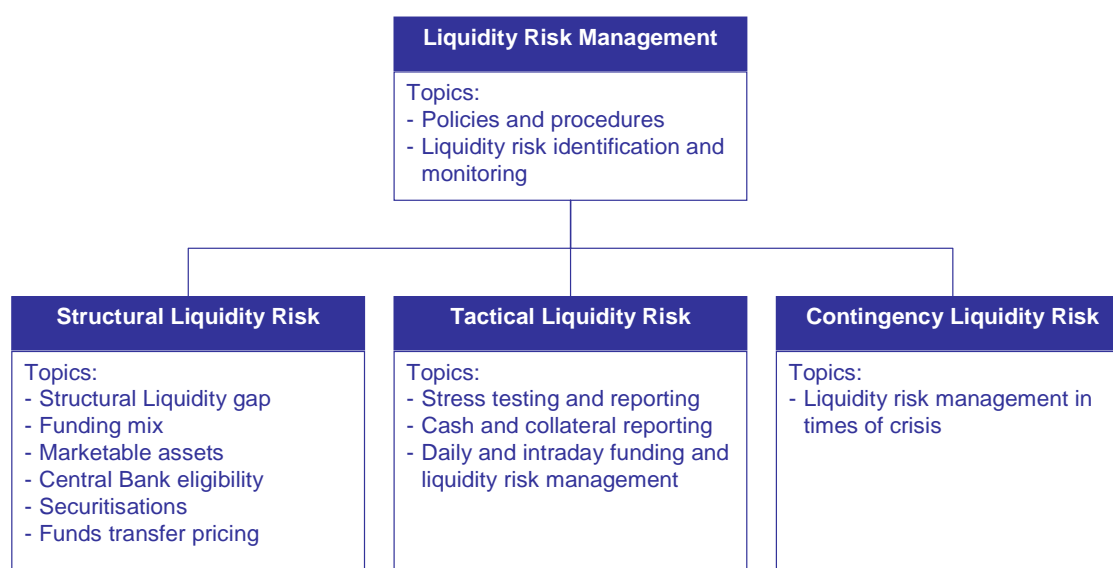 Liquidity Risk Management
Topics:
- Policies and procedures
- Liquidity risk identification and
monitoring
Structural Liquidity Risk
Topics:
- Structural Liquidity gap
- Funding mix
- Marketable assets
- Central Bank eligibility
- Securitisations
- Funds transfer pricing
Tactical Liquidity Risk
Topics:
- Stress testing and reporting
- Cash and collateral reporting
- Daily and intraday funding and
liquidity risk management
Contingency Liquidity Risk
Topics:
- Liquidity risk management in
times of crisis